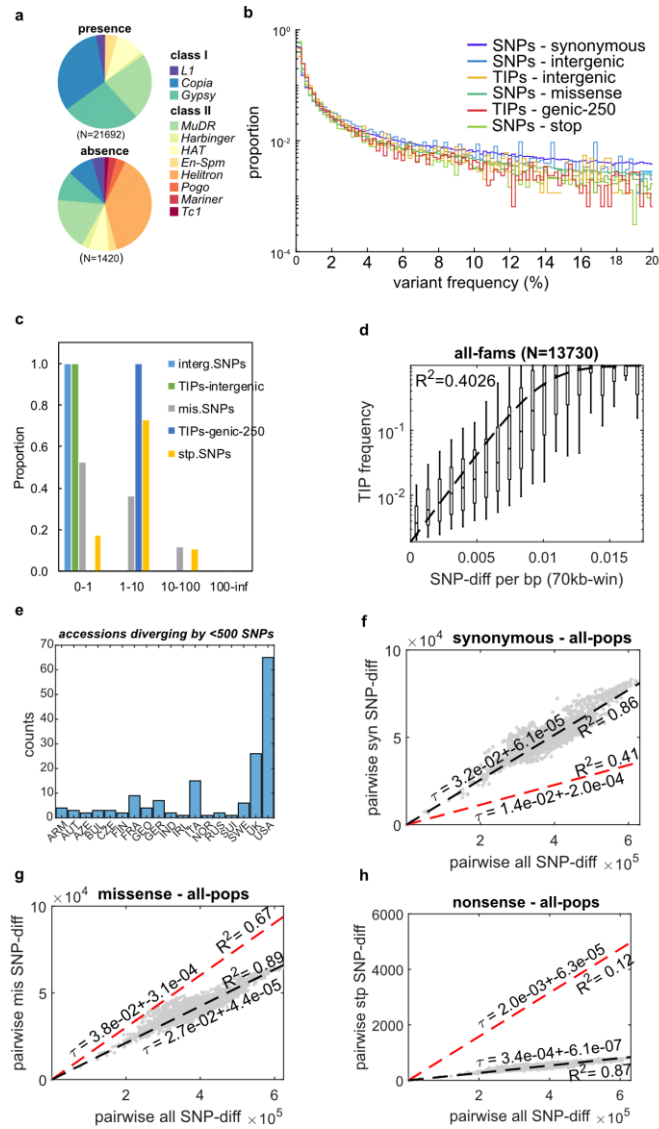 a
presence
(N=21692)
absence
(N=1420)
class I
L1
Copia
Gypsy
class II
MuDR
Harbinger
HAT
En-Spm
Helitron
Pogo
Mariner
Tc1
b
proportion
10^0
10^-2
10^-4
SNPs - synonymous
SNPs - intergenic
TIPs - intergenic
SNPs - missense
TIPs - genic-250
SNPs - stop
0 2 4 6 8 10 12 14 16 18 20
variant frequency (%)
c
Proportion
1.0
0.8
0.6
0.4
0.2
0.0
interg.SNPs
TIPs-intergenic
mis.SNPs
TIPs-genic-250
stp.SNPs
0-1 1-10 10-100 100-inf
d
all-fams (N=13730)
R^2=0.4026
TIP frequency
10^-1
10^-2
0 0.005 0.01 0.015
SNP-diff per bp (70kb-win)
e
accessions diverging by <500 SNPs
counts
70
60
50
40
30
20
10
0
ARM AUT AZE BUL CZE FIN FRA GEO GER IND IRL ITA NOR RUS SUI SWE UK USA
f
synonymous - all-pops
pairwise syn SNP-diff
10 × 10^4
5
0
τ = 3.2e-02+-6.1e-05
R^2= 0.86
R^2= 0.41
τ = 1.4e-02+-2.0e-04
0 2 4 6
pairwise all SNP-diff × 10^5
g
missense - all-pops
pairwise mis SNP-diff
10 × 10^4
5
0
τ = 3.8e-02+-3.1e-04
R^2= 0.67
R^2= 0.89
τ = 2.7e-02+-4.4e-05
0 2 4 6
pairwise all SNP-diff × 10^5
h
nonsense - all-pops
pairwise stp SNP-diff
6000
4000
2000
0
τ = 2.0e-03+-6.3e-05
R^2= 0.12
τ = 3.4e-04+-6.1e-07
R^2= 0.87
0 2 4 6
pairwise all SNP-diff × 10^5